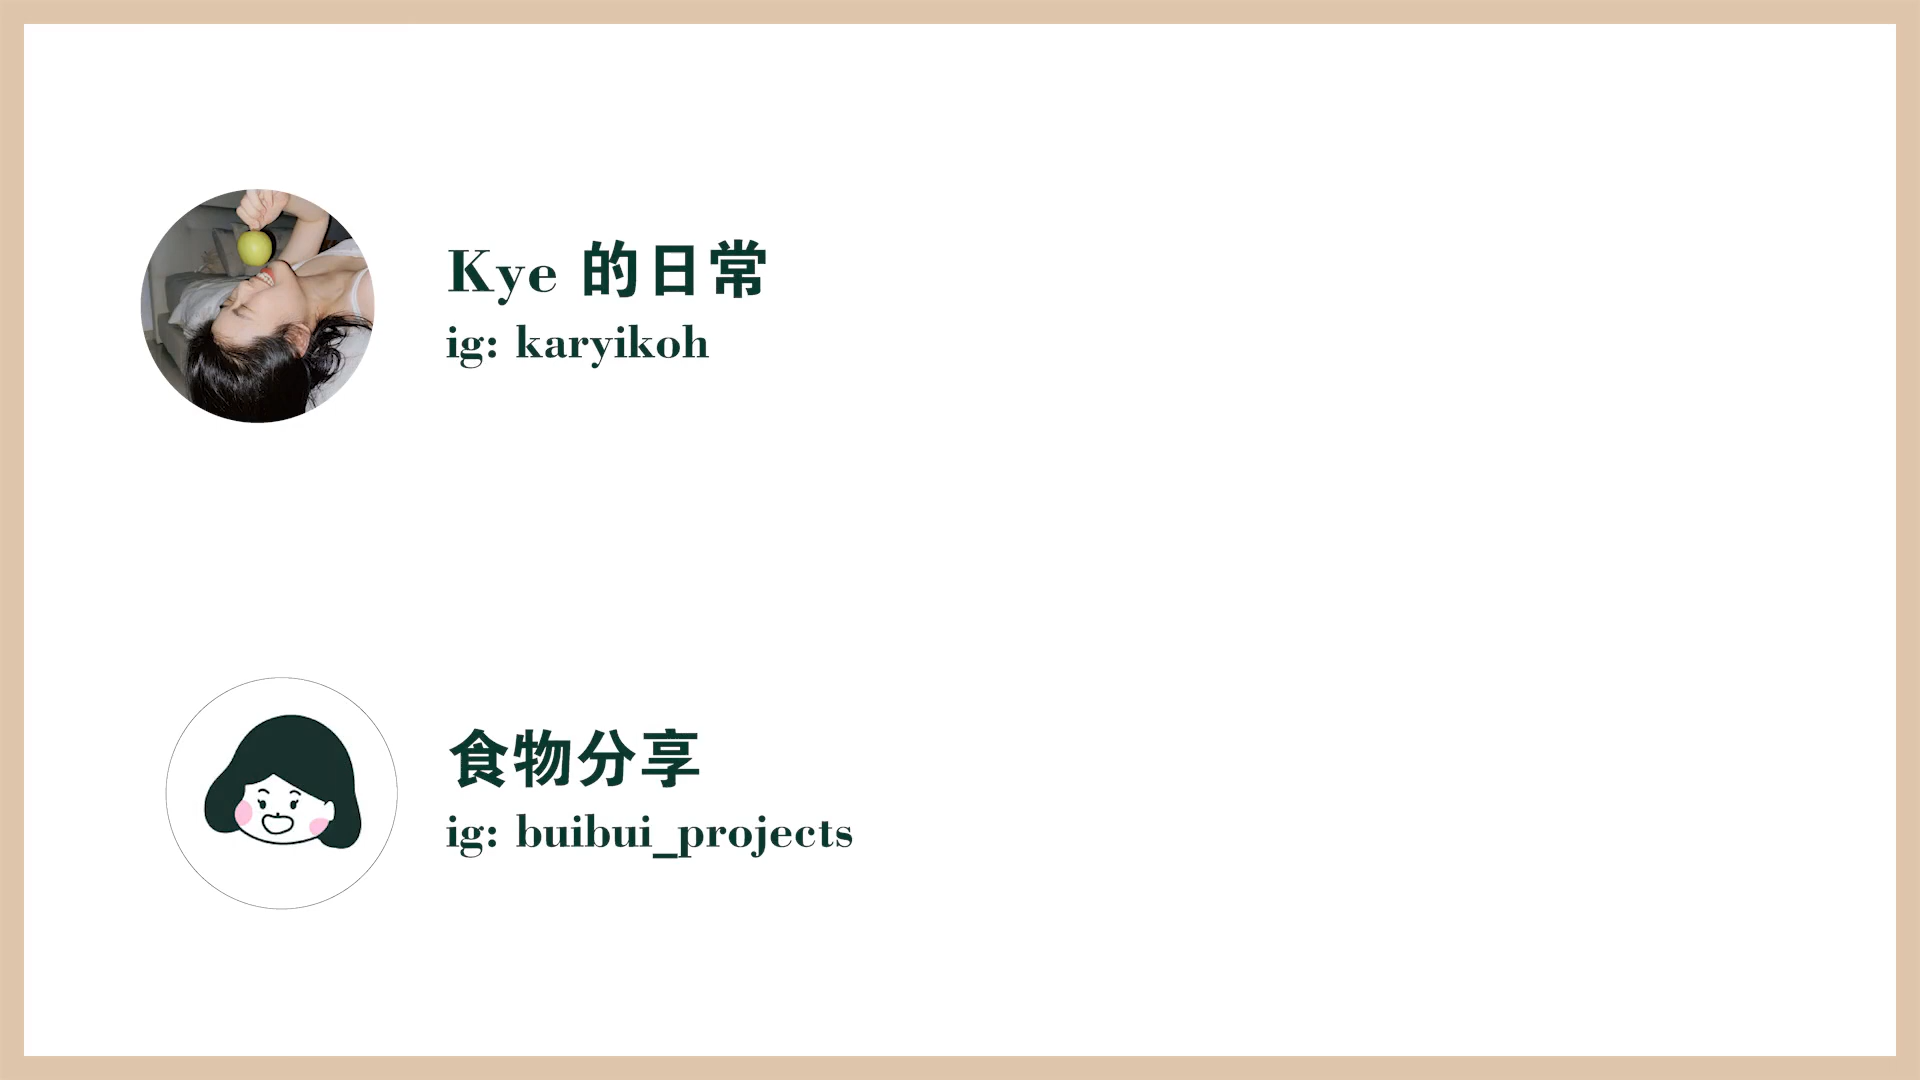 Kye 的日常
ig: karyikoh
食物分享
ig: buibui_projects